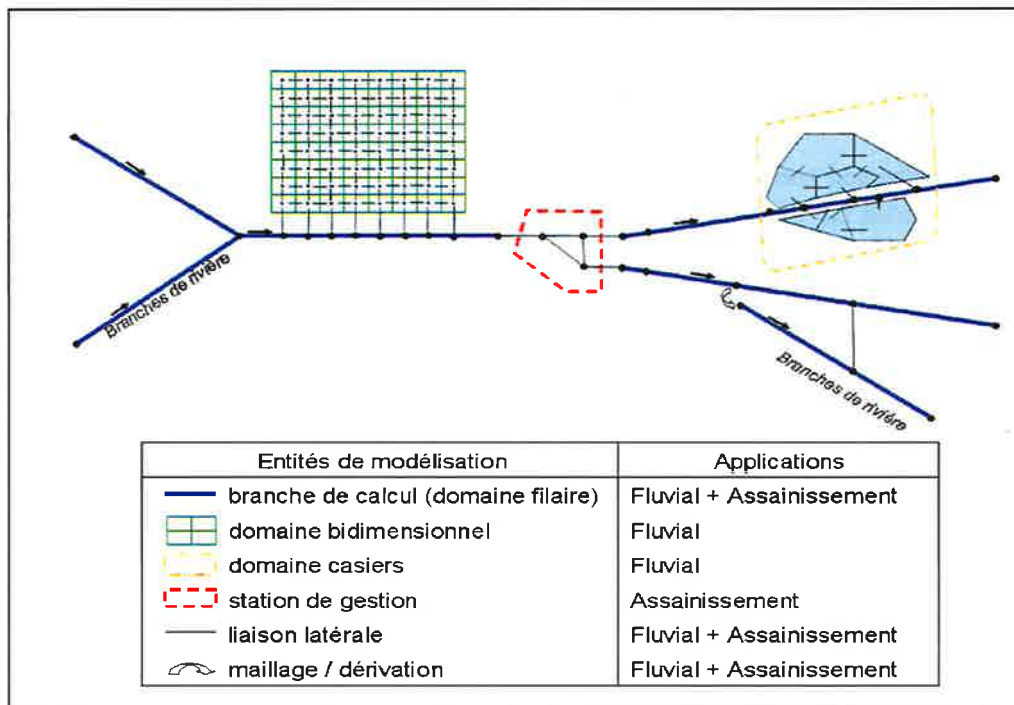 Branches de rivière
Branches de rivière
Entités de modélisation Applications
branche de calcul (domaine filaire) Fluvial + Assainissement
domaine bidimensionnel Fluvial
domaine casiers Fluvial
station de gestion Assainissement
liaison latérale Fluvial + Assainissement
maillage / dérivation Fluvial + Assainissement